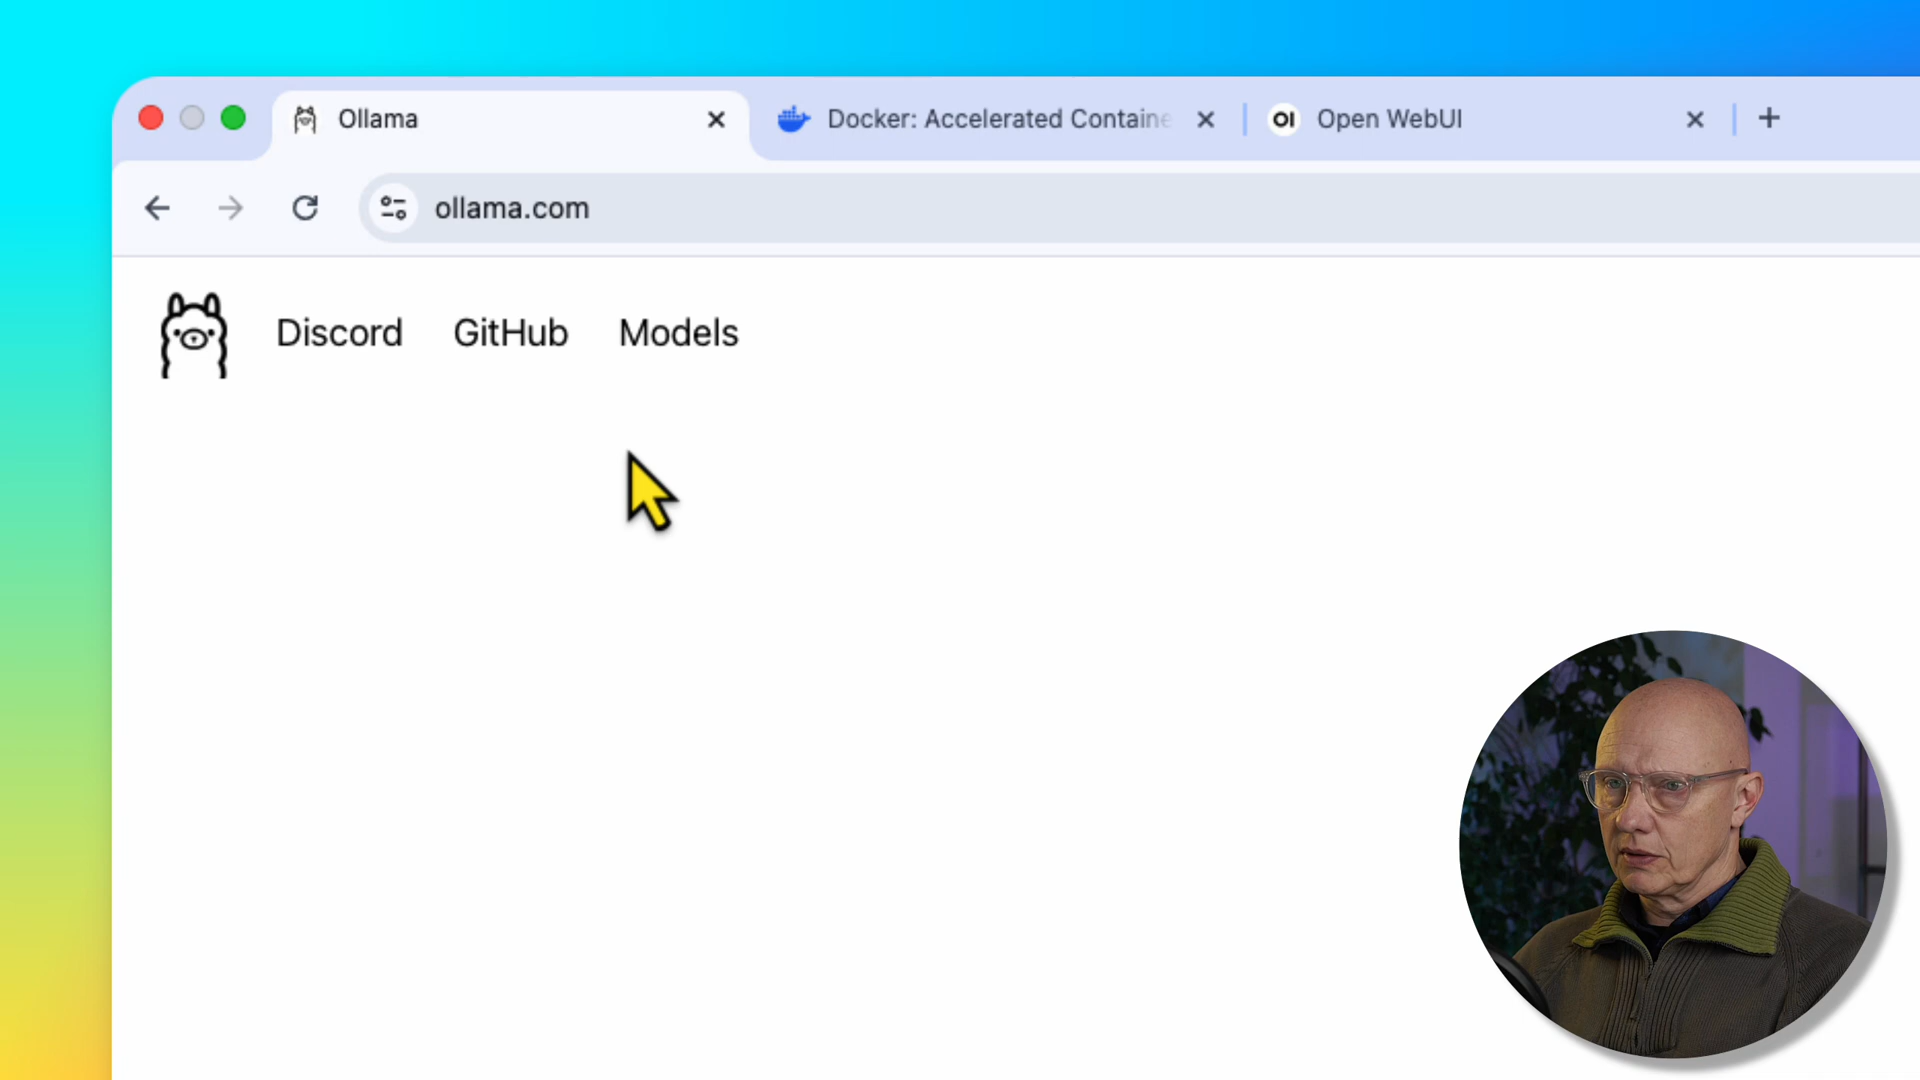 Ollama
Docker: Accelerated Containe
OI Open WebUI
ollama.com
Discord GitHub Models